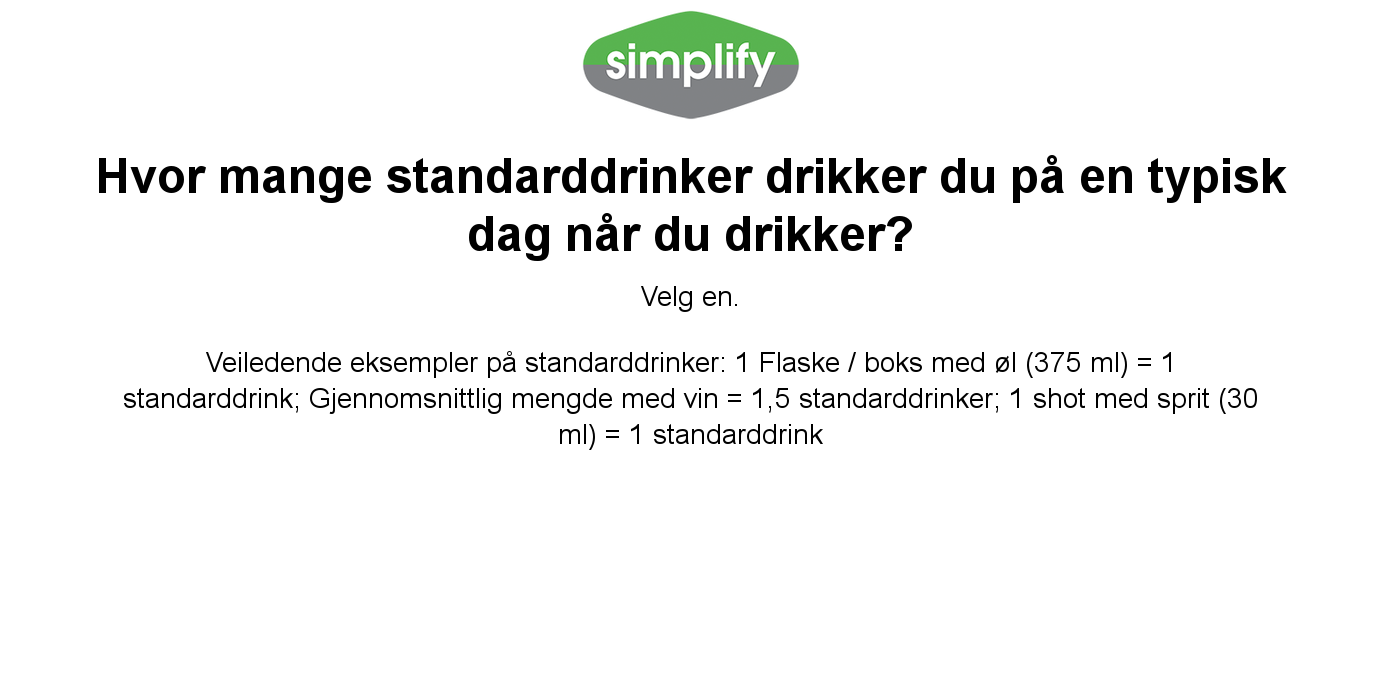 simplify
Hvor mange standarddrinker drikker du på en typisk
dag når du drikker?
Velg en.
Veiledende eksempler på standarddrinker: 1 Flaske / boks med øl (375 ml) = 1
standarddrink; Gjennomsnittlig mengde med vin = 1,5 standarddrinker; 1 shot med sprit (30
ml) = 1 standarddrink